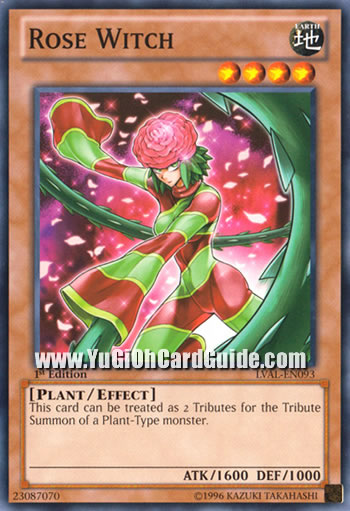 ROSE WITCH
EARTH
地
www.YuGiOhCardGuide.com
1st Edition
LVAL-EN093
[PLANT/EFFECT]
This card can be treated as 2 Tributes for the Tribute
Summon of a Plant-Type monster.
ATK/1600 DEF/1000
23087070
©1996 KAZUKI TAKAHASHI